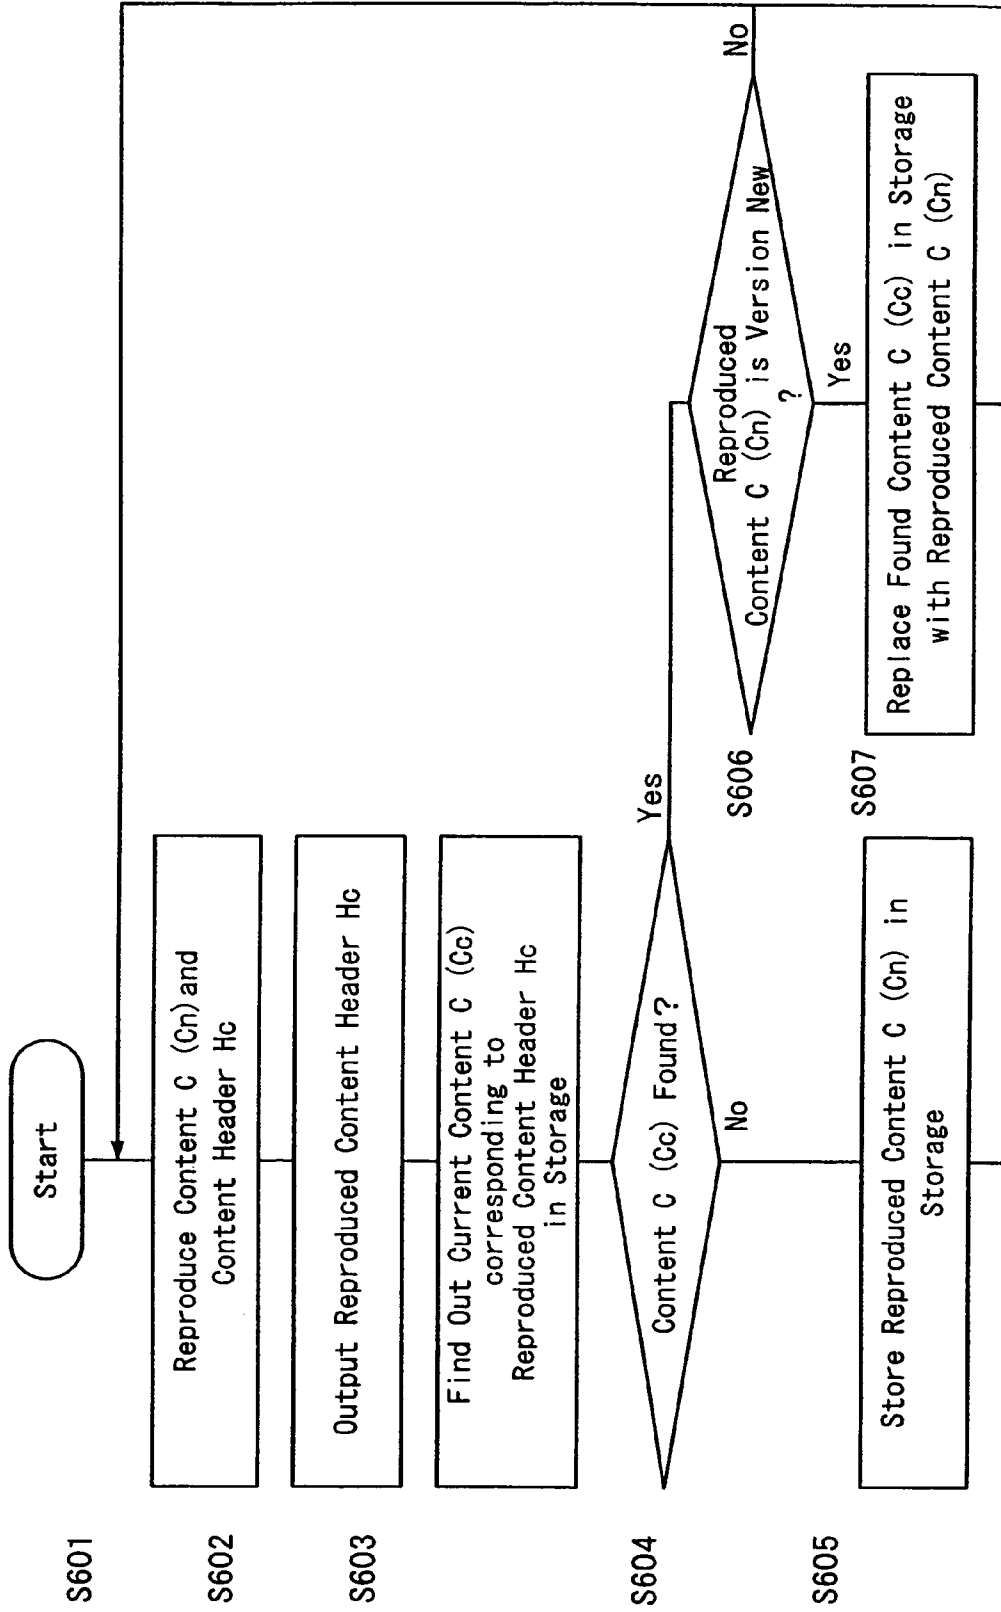 Start
S601
Reproduce Content C (Cn) and
Content Header Hc
S602
Output Reproduced Content Header Hc
S603
Find Out Current Content C (Cc)
corresponding to
Reproduced Content Header Hc
in Storage
S604
Content C (Cc) Found?
Yes
No
S605
Store Reproduced Content C (Cn) in
Storage
S606
Reproduced
Content C (Cn) is Version New
?
No
Yes
S607
Replace Found Content C (Cc) in Storage
with Reproduced Content C (Cn)